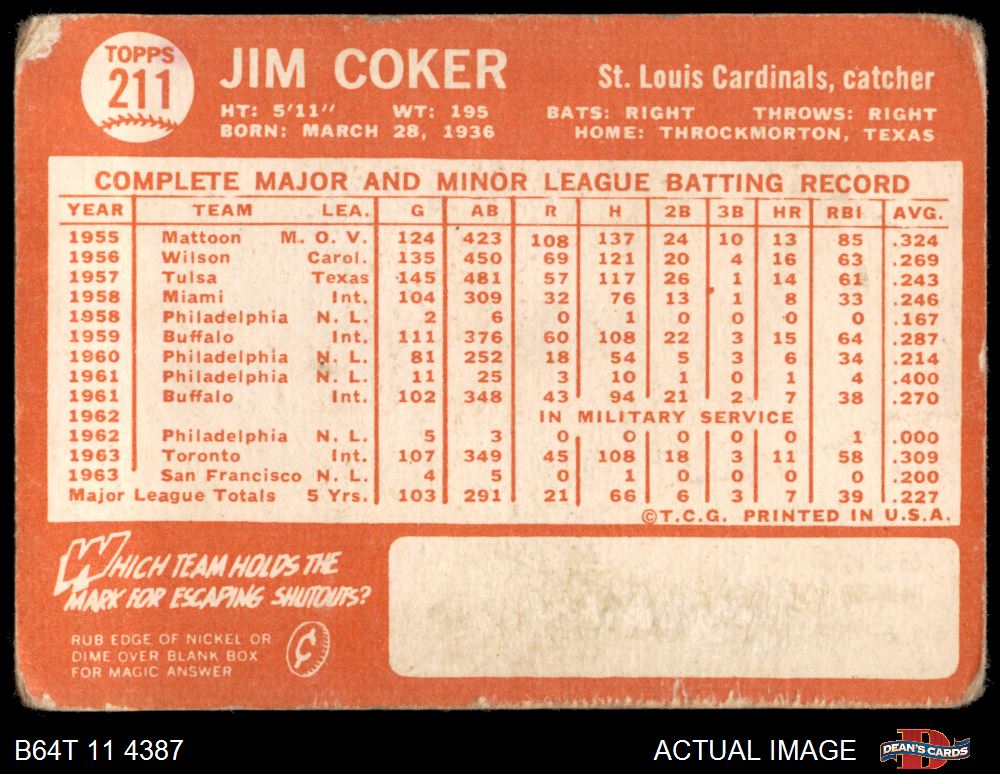 TOPPS
211
JIM COKER
St. Louis Cardinals, catcher
HT: 5'11" WT: 195 BATS: RIGHT THROWS: RIGHT
BORN: MARCH 28, 1936 HOME: THROCKMORTON, TEXAS
COMPLETE MAJOR AND MINOR LEAGUE BATTING RECORD
YEAR TEAM LEA. G AB R H 2B 3B HR RBI AVG.
1955 Mattoon M. O. V. 124 423 108 137 24 10 13 85 .324
1956 Wilson Carol. 135 450 69 121 20 4 16 63 .269
1957 Tulsa Texas 145 481 57 117 26 1 14 61 .243
1958 Miami Int. 104 309 32 76 13 1 8 33 .246
1958 Philadelphia N. L. 2 6 0 1 0 0 0 0 .167
1959 Buffalo Int. 111 376 60 108 22 3 15 64 .287
1960 Philadelphia N. L. 81 252 18 54 5 3 6 34 .214
1961 Philadelphia N. L. 11 25 3 10 1 0 1 4 .400
1961 Buffalo Int. 102 348 43 94 21 2 7 38 .270
1962 IN MILITARY SERVICE
1962 Philadelphia N. L. 5 3 0 0 0 0 0 1 .000
1963 Toronto Int. 107 349 45 108 18 3 11 58 .309
1963 San Francisco N. L. 4 5 0 1 0 0 0 0 .200
Major League Totals 5 Yrs. 103 291 21 66 6 3 7 39 .227
©T.C.G. PRINTED IN U.S.A.
WHICH TEAM HOLDS THE
MARK FOR ESCAPING SHUTOUTS?
RUB EDGE OF NICKEL OR
DIME OVER BLANK BOX
FOR MAGIC ANSWER
¢
B64T 11 4387
ACTUAL IMAGE
DEAN'S CARDS